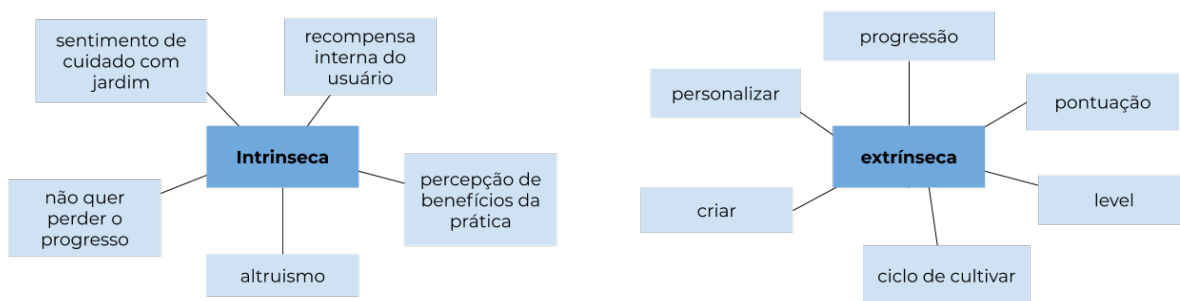 sentimento de
cuidado com
jardim
recompensa
interna do
usuário
Intrinseca
não quer
perder o
progresso
percepção de
benefícios da
prática
altruismo
progressão
personalizar
pontuação
extrínseca
criar
level
ciclo de cultivar